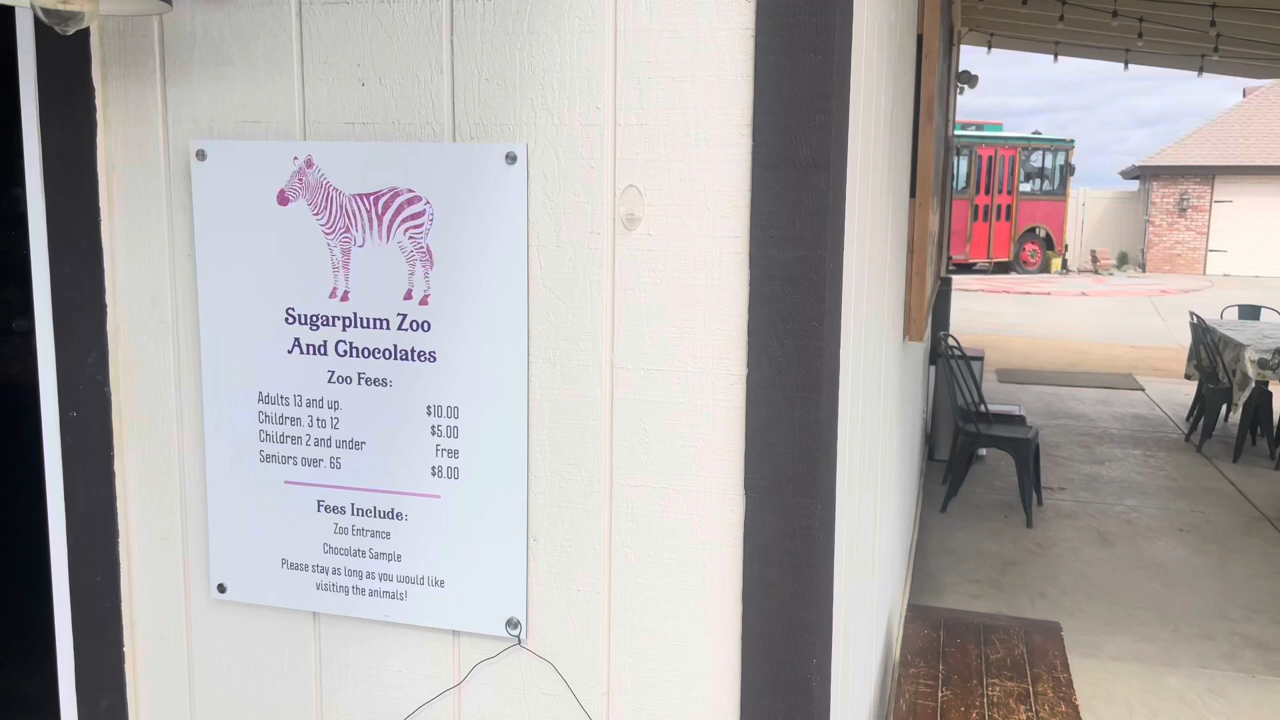 Sugarplum Zoo
And Chocolates
Zoo Fees:
Adults 13 and up. $10.00
Children. 3 to 12 $5.00
Children 2 and under Free
Seniors over. 65 $8.00
Fees Include:
Zoo Entrance
Chocolate Sample
Please stay as long as you would like
visiting the animals!